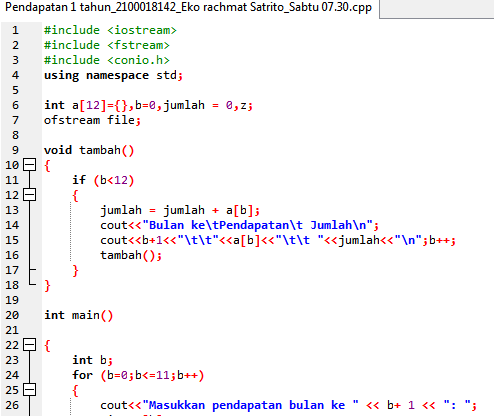 Pendapatan 1 tahun_2100018142_Eko rachmat Satrito_Sabtu 07.30.cpp
1 #include <iostream>
2 #include <fstream>
3 #include <conio.h>
4 using namespace std;
5
6 int a[12]={},b=0,jumlah = 0,z;
7 ofstream file;
8
9 void tambah()
10 {
11 if (b<12)
12 {
13 jumlah = jumlah + a[b];
14 cout<<"Bulan ke\tPendapatan\t Jumlah\n";
15 cout<<b+1<<"\t\t"<<a[b]<<"\t\t "<<jumlah<<"\n";b++;
16 tambah();
17 }
18 }
19
20 int main()
21
22 {
23 int b;
24 for (b=0;b<=11;b++)
25 {
26 cout<<"Masukkan pendapatan bulan ke " << b+ 1 << ": ";